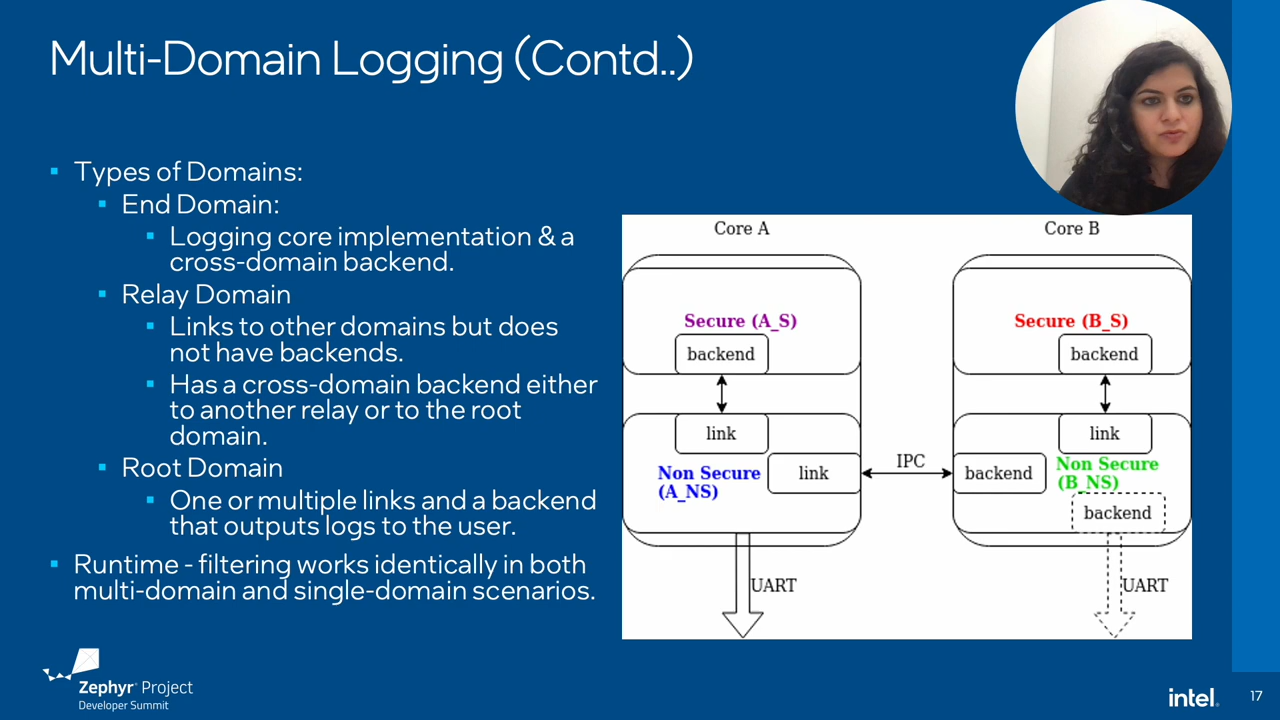 Multi-Domain Logging (Contd..)
▪ Types of Domains:
▪ End Domain:
▪ Logging core implementation & a
cross-domain backend.
▪ Relay Domain
▪ Links to other domains but does
not have backends.
▪ Has a cross-domain backend either
to another relay or to the root
domain.
▪ Root Domain
▪ One or multiple links and a backend
that outputs logs to the user.
▪ Runtime - filtering works identically in both
multi-domain and single-domain scenarios.
Core A
Core B
Secure (A_S)
backend
Secure (B_S)
backend
link
link
Non Secure
(A_NS)
link
IPC
backend
Non Secure
(B_NS)
backend
UART
UART
Zephyr® Project
Developer Summit
intel.
17